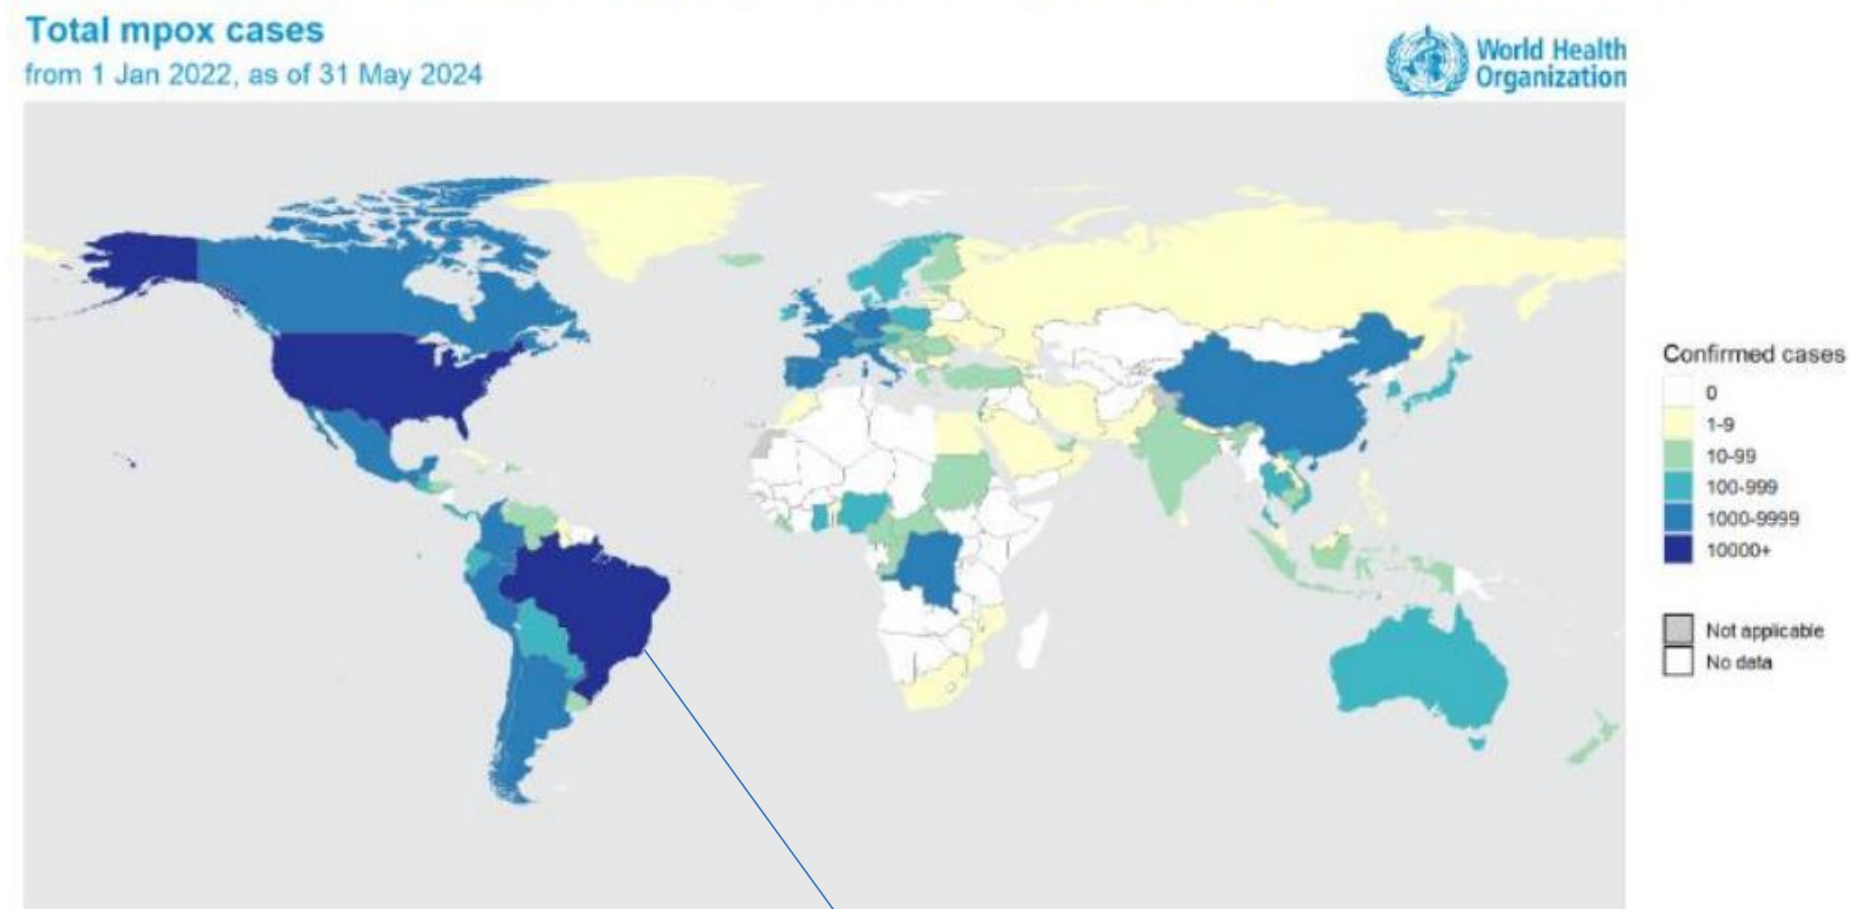 Total mpox cases
from 1 Jan 2022, as of 31 May 2024
World Health
Organization
Confirmed cases
0
1-9
10-99
100-999
1000-9999
10000+
Not applicable
No data